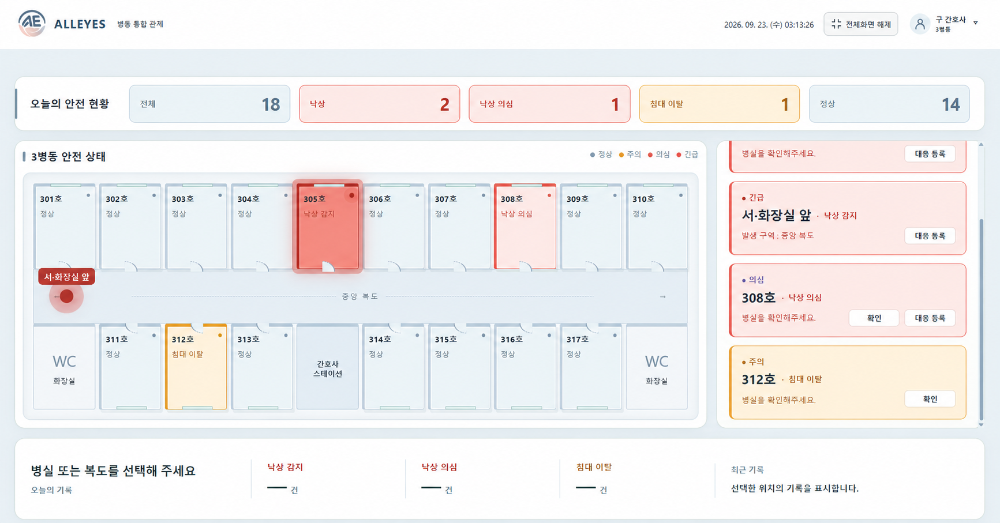 ALLEYES 병동 통합 관제
2026. 09. 23. (수) 03:13:26
전체화면 해제
구 간호사
3병동
오늘의 안전 현황
전체 18
낙상 2
낙상 의심 1
침대 이탈 1
정상 14
3병동 안전 상태
정상 주의 의심 긴급
301호
정상
302호
정상
303호
정상
304호
정상
305호
낙상 감지
306호
정상
307호
정상
308호
낙상 의심
309호
정상
310호
정상
서·화장실 앞
← 중앙 복도 →
WC
화장실
311호
정상
312호
침대 이탈
313호
정상
간호사
스테이션
314호
정상
315호
정상
316호
정상
317호
정상
WC
화장실
병실을 확인해주세요.
대응 등록
긴급
서·화장실 앞 · 낙상 감지
발생 구역 : 중앙 복도
대응 등록
의심
308호 · 낙상 의심
병실을 확인해주세요.
확인
대응 등록
주의
312호 · 침대 이탈
병실을 확인해주세요.
확인
병실 또는 복도를 선택해 주세요
오늘의 기록
낙상 감지
— 건
낙상 의심
— 건
침대 이탈
— 건
최근 기록
선택한 위치의 기록을 표시합니다.